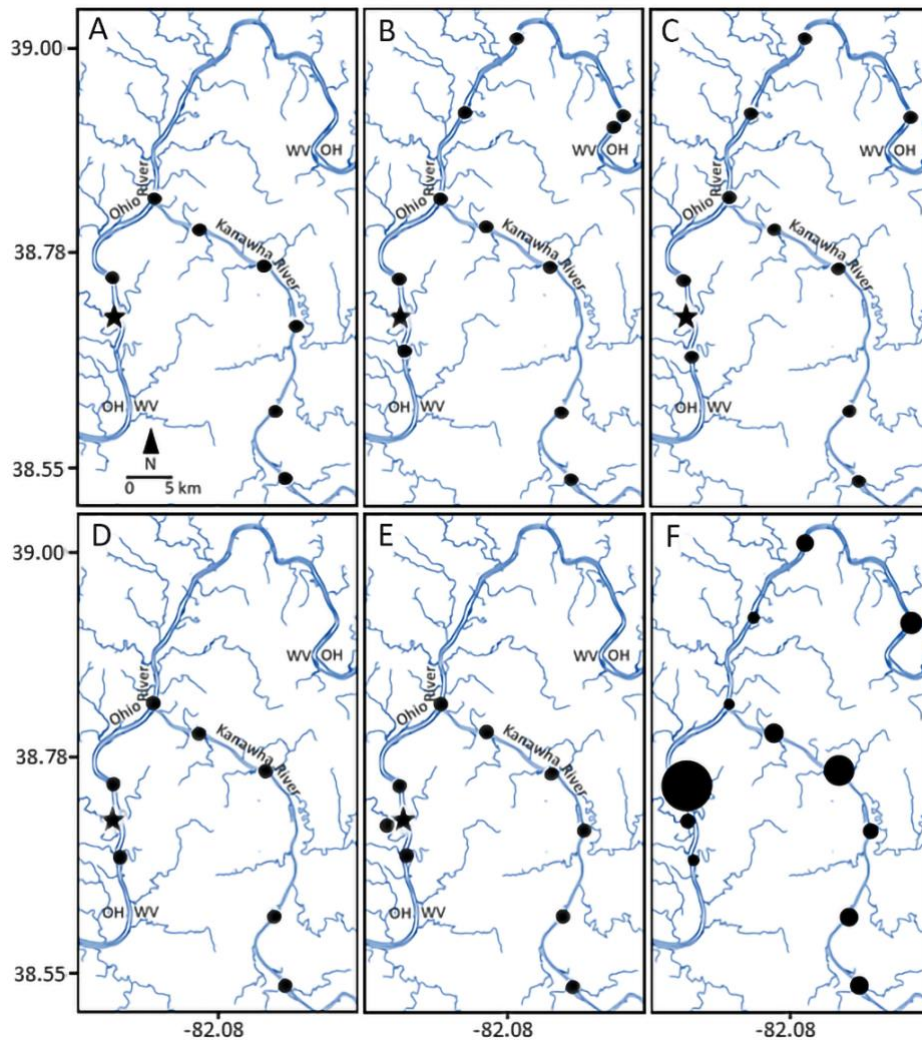 A
B
C
39.00
WV OH
WV OH
WV OH
Ohio River
Kanawha River
Ohio River
Kanawha River
Ohio River
Kanawha River
38.78
OH WV
OH WV
OH WV
N
0 5 km
38.55
D
E
F
39.00
WV OH
WV OH
Ohio River
Kanawha River
Ohio River
Kanawha River
38.78
OH WV
OH WV
38.55
-82.08
-82.08
-82.08